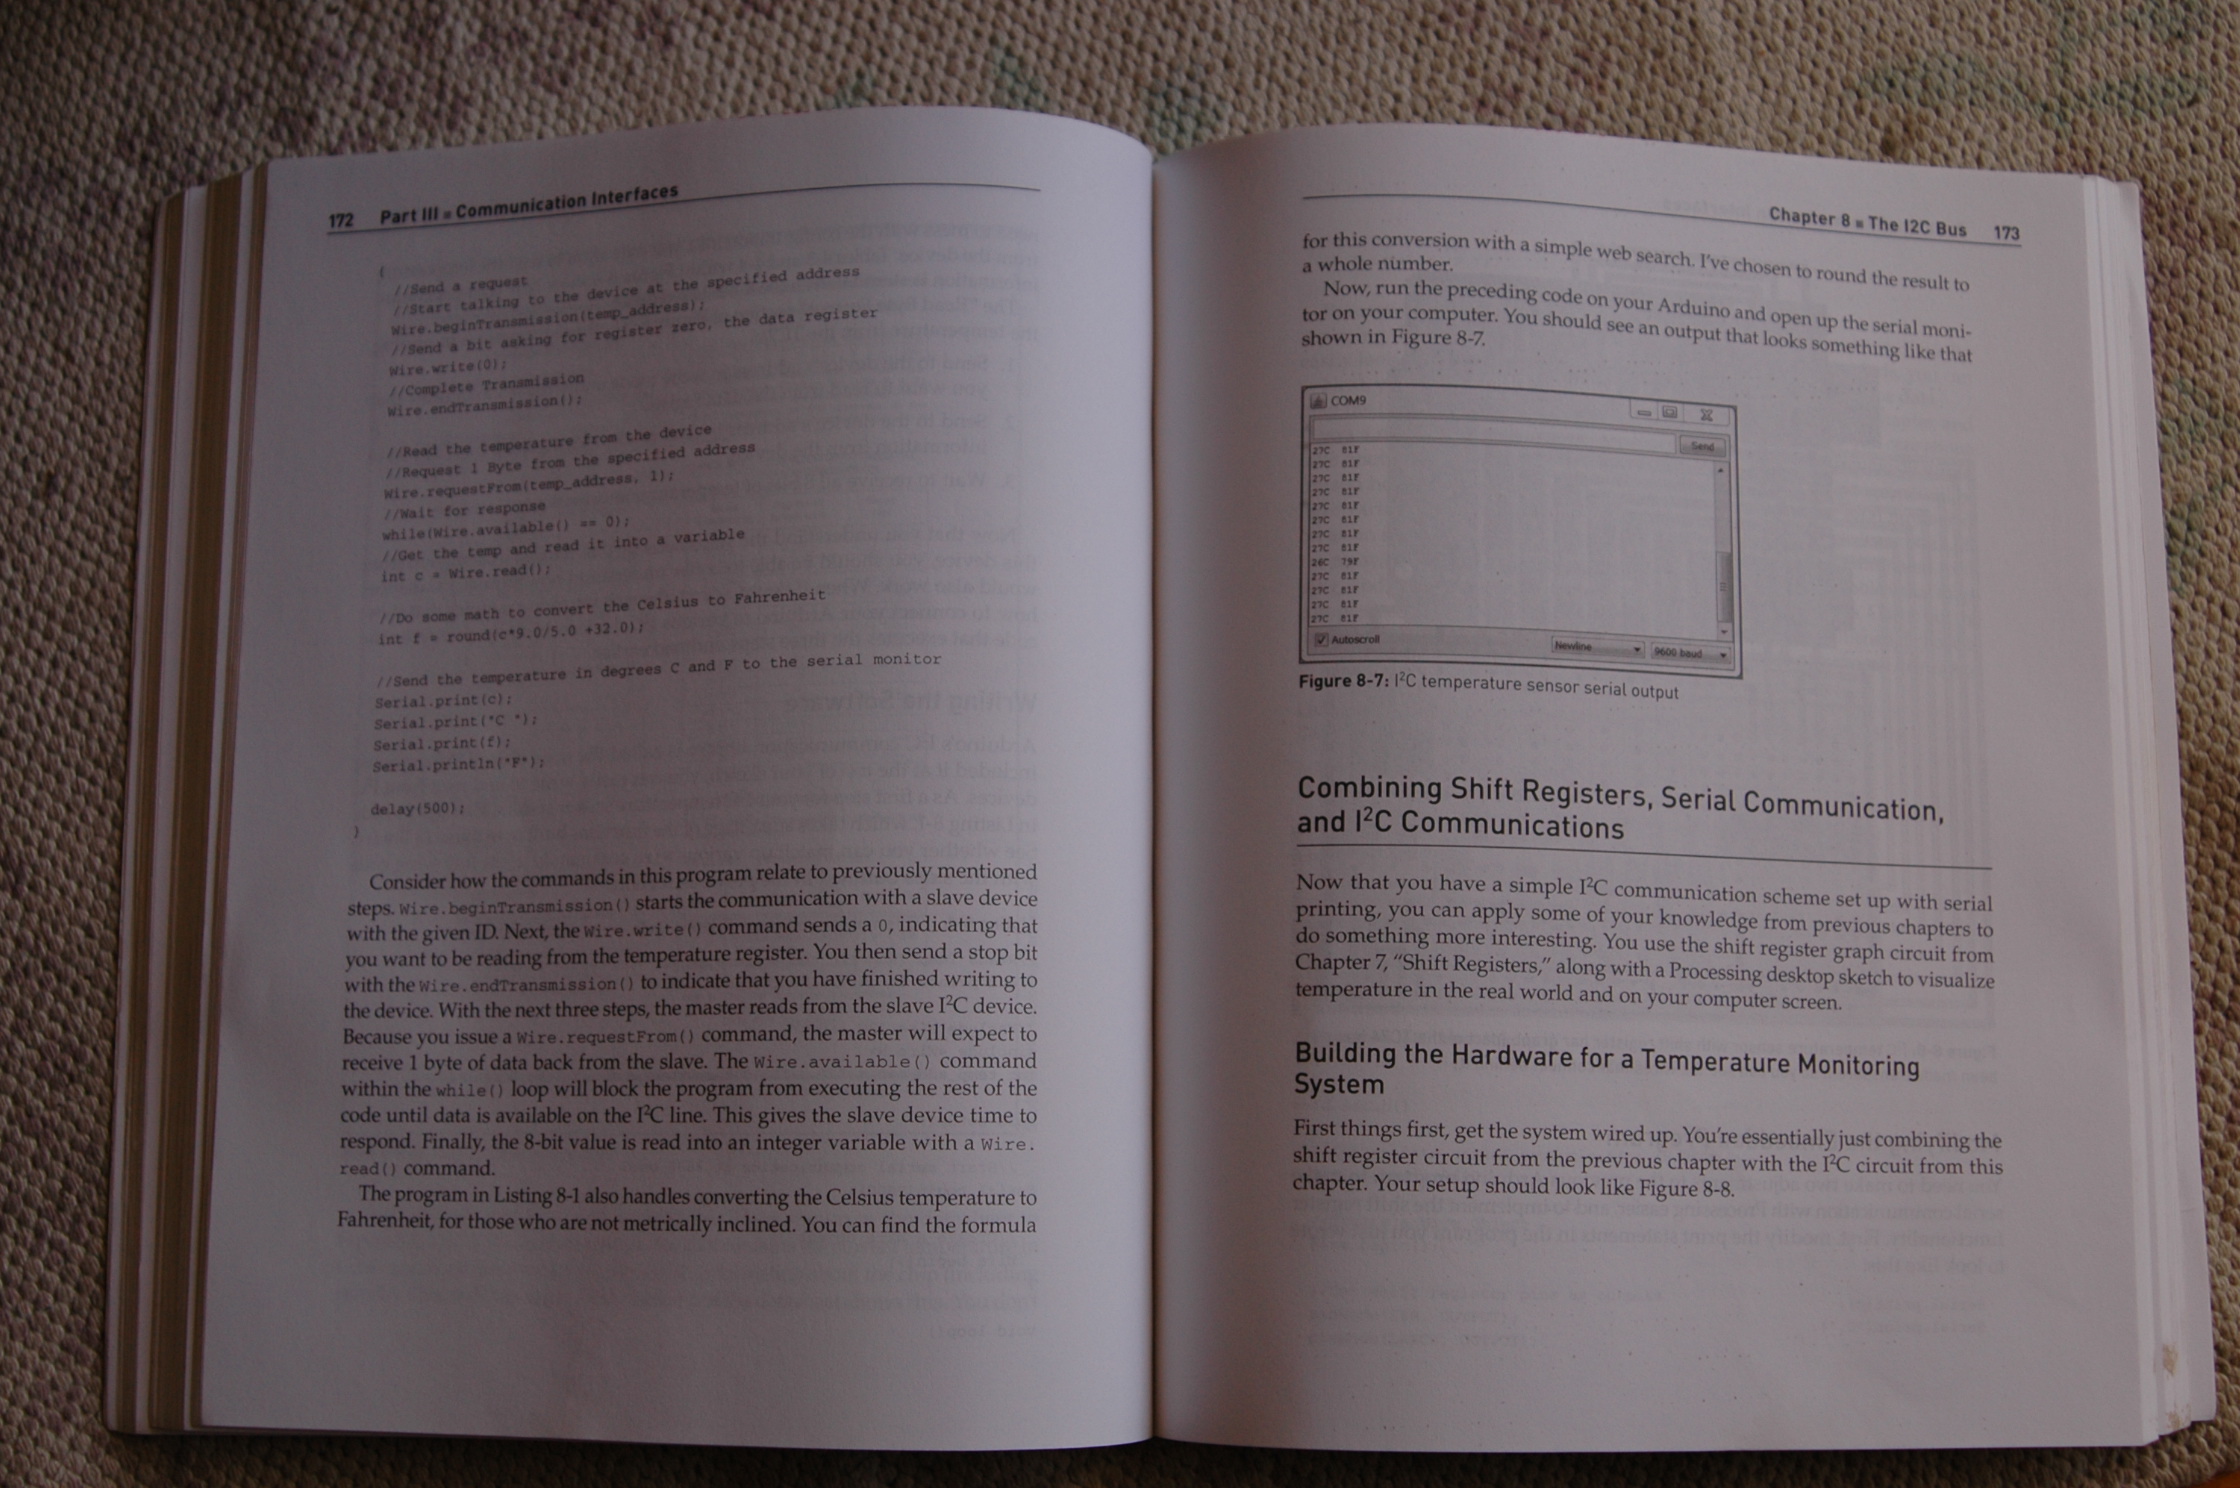 172 Part III ■ Communication Interfaces
{
//Send a request
//Start talking to the device at the specified address
Wire.beginTransmission(temp_address);
//Send a bit asking for register zero, the data register
Wire.write(0);
//Complete Transmission
Wire.endTransmission();
//Read the temperature from the device
//Request 1 Byte from the specified address
Wire.requestFrom(temp_address, 1);
//Wait for response
while(Wire.available() == 0);
//Get the temp and read it into a variable
int c = Wire.read();
//Do some math to convert the Celsius to Fahrenheit
int f = round(c*9.0/5.0 +32.0);
//Send the temperature in degrees C and F to the serial monitor
Serial.print(c);
Serial.print("C ");
Serial.print(f);
Serial.println("F");
delay(500);
}
Consider how the commands in this program relate to previously mentioned
steps. Wire.beginTransmission() starts the communication with a slave device
with the given ID. Next, the Wire.write() command sends a 0, indicating that
you want to be reading from the temperature register. You then send a stop bit
with the Wire.endTransmission() to indicate that you have finished writing to
the device. With the next three steps, the master reads from the slave I²C device.
Because you issue a Wire.requestFrom() command, the master will expect to
receive 1 byte of data back from the slave. The Wire.available() command
within the while() loop will block the program from executing the rest of the
code until data is available on the I²C line. This gives the slave device time to
respond. Finally, the 8-bit value is read into an integer variable with a Wire.
read() command.
The program in Listing 8-1 also handles converting the Celsius temperature to
Fahrenheit, for those who are not metrically inclined. You can find the formula
Chapter 8 ■ The I2C Bus 173
for this conversion with a simple web search. I've chosen to round the result to
a whole number.
Now, run the preceding code on your Arduino and open up the serial moni-
tor on your computer. You should see an output that looks something like that
shown in Figure 8-7.
COM9
Send
27C 81F
27C 81F
27C 81F
27C 81F
27C 81F
27C 81F
27C 81F
27C 81F
26C 79F
27C 81F
27C 81F
27C 81F
27C 81F
Autoscroll Newline 9600 baud
Figure 8-7: I²C temperature sensor serial output
Combining Shift Registers, Serial Communication,
and I²C Communications
Now that you have a simple I²C communication scheme set up with serial
printing, you can apply some of your knowledge from previous chapters to
do something more interesting. You use the shift register graph circuit from
Chapter 7, "Shift Registers," along with a Processing desktop sketch to visualize
temperature in the real world and on your computer screen.
Building the Hardware for a Temperature Monitoring
System
First things first, get the system wired up. You're essentially just combining the
shift register circuit from the previous chapter with the I²C circuit from this
chapter. Your setup should look like Figure 8-8.